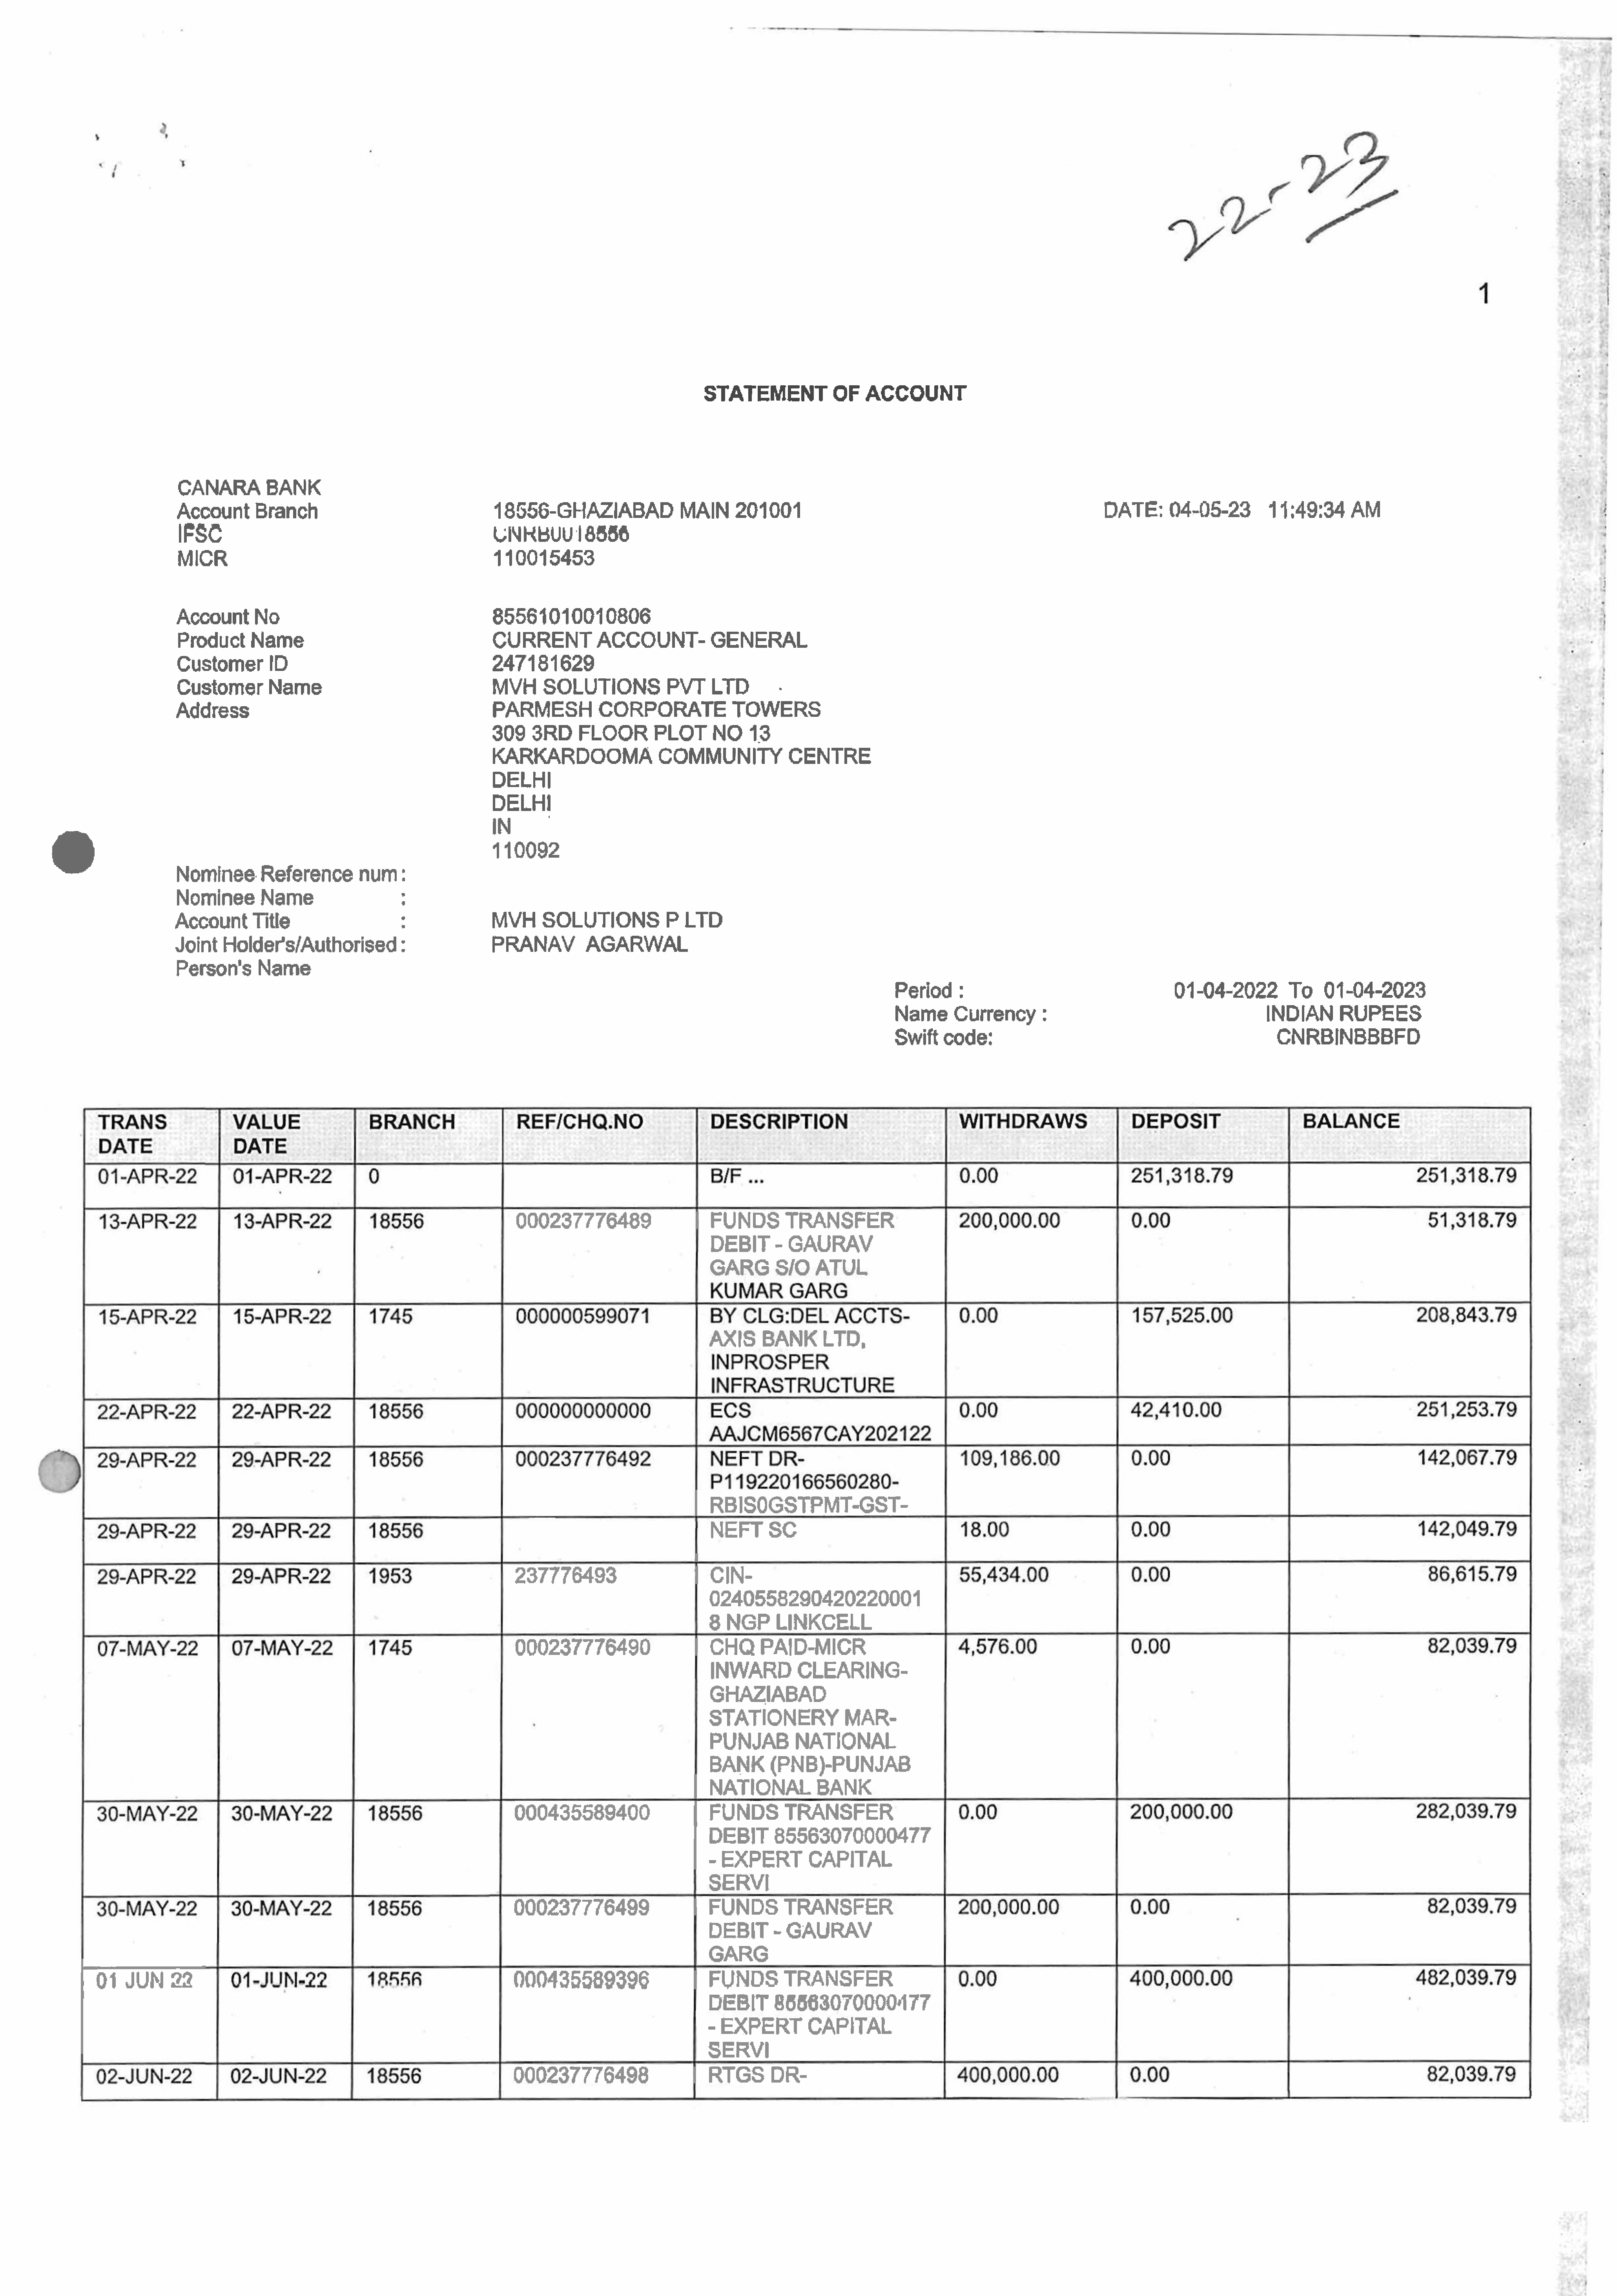 22-23
1
STATEMENT OF ACCOUNT
CANARA BANK
Account Branch 18556-GHAZIABAD MAIN 201001 DATE: 04-05-23 11:49:34 AM
IFSC CNRB0018556
MICR 110015453
Account No 85561010010806
Product Name CURRENT ACCOUNT- GENERAL
Customer ID 247181629
Customer Name MVH SOLUTIONS PVT LTD
Address PARMESH CORPORATE TOWERS
309 3RD FLOOR PLOT NO 13
KARKARDOOMA COMMUNITY CENTRE
DELHI
DELHI
IN
110092
Nominee Reference num :
Nominee Name :
Account Title : MVH SOLUTIONS P LTD
Joint Holder's/Authorised : PRANAV AGARWAL
Person's Name
Period : 01-04-2022 To 01-04-2023
Name Currency : INDIAN RUPEES
Swift code: CNRBINBBBFD
TRANS VALUE BRANCH REF/CHQ.NO DESCRIPTION WITHDRAWS DEPOSIT BALANCE
DATE DATE
01-APR-22 01-APR-22 0 B/F ... 0.00 251,318.79 251,318.79
13-APR-22 13-APR-22 18556 000237776489 FUNDS TRANSFER 200,000.00 0.00 51,318.79
DEBIT - GAURAV
GARG S/O ATUL
KUMAR GARG
15-APR-22 15-APR-22 1745 000000599071 BY CLG:DEL ACCTS- 0.00 157,525.00 208,843.79
AXIS BANK LTD,
INPROSPER
INFRASTRUCTURE
22-APR-22 22-APR-22 18556 000000000000 ECS 0.00 42,410.00 251,253.79
AAJCM6567CAY202122
29-APR-22 29-APR-22 18556 000237776492 NEFT DR- 109,186.00 0.00 142,067.79
P119220166560280-
RBIS0GSTPMT-GST-
29-APR-22 29-APR-22 18556 NEFT SC 18.00 0.00 142,049.79
29-APR-22 29-APR-22 1953 237776493 CIN- 55,434.00 0.00 86,615.79
0240558290420220001
8 NGP LINKCELL
07-MAY-22 07-MAY-22 1745 000237776490 CHQ PAID-MICR 4,576.00 0.00 82,039.79
INWARD CLEARING-
GHAZIABAD
STATIONERY MAR-
PUNJAB NATIONAL
BANK (PNB)-PUNJAB
NATIONAL BANK
30-MAY-22 30-MAY-22 18556 000435589400 FUNDS TRANSFER 0.00 200,000.00 282,039.79
DEBIT 85563070000477
- EXPERT CAPITAL
SERVI
30-MAY-22 30-MAY-22 18556 000237776499 FUNDS TRANSFER 200,000.00 0.00 82,039.79
DEBIT - GAURAV
GARG
01 JUN 22 01-JUN-22 18556 000435589396 FUNDS TRANSFER 0.00 400,000.00 482,039.79
DEBIT 85563070000477
- EXPERT CAPITAL
SERVI
02-JUN-22 02-JUN-22 18556 000237776498 RTGS DR- 400,000.00 0.00 82,039.79